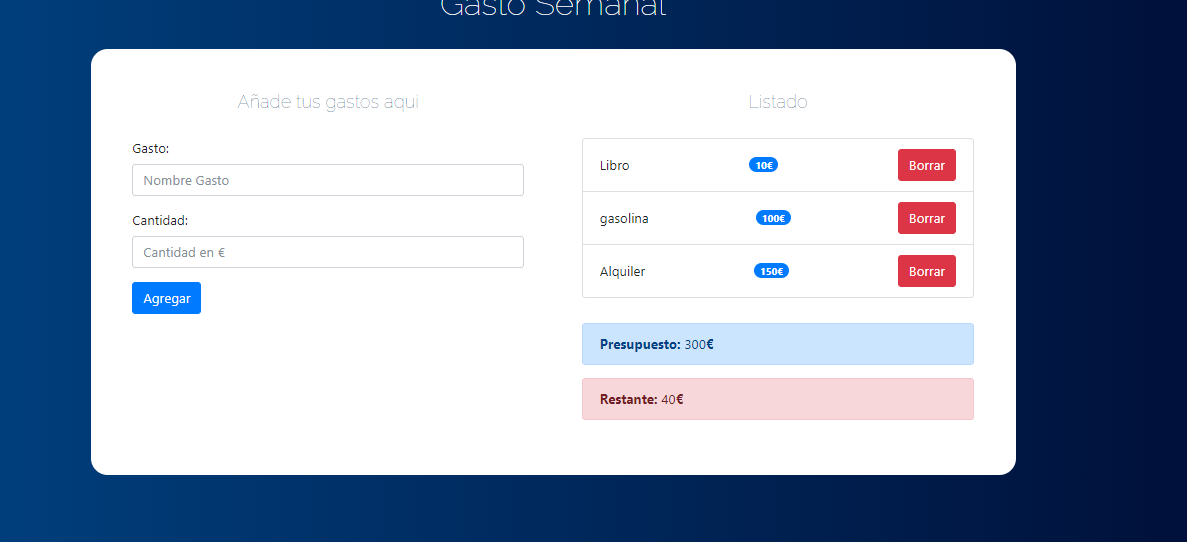 Gasto Semanal
Añade tus gastos aqui
Gasto:
Nombre Gasto
Cantidad:
Cantidad en €
Agregar
Listado
Libro 10€ Borrar
gasolina 100€ Borrar
Alquiler 150€ Borrar
Presupuesto: 300€
Restante: 40€